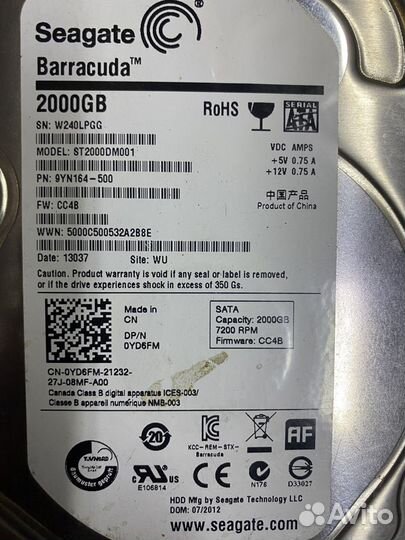 Seagate
Barracuda™
2000GB
RoHS
SERIAL
ATA
SN: W240LPGG
MODEL: ST2000DM001
VDC AMPS
+5V 0.75 A
+12V 0.75 A
PN: 9YN164-500
中国产品
Product of China
FW: CC4B
WWN: 5000C500532A2B8E
Date: 13037 Site: WU
Caution: Product warranty is void if any seal or label is removed,
or if the drive experiences shock in excess of 350 Gs.
Made in
CN
DP/N
0YD6FM
SATA
Capacity: 2000GB
7200 RPM
Firmware: CC4B
CN-0YD6FM-21232-
27J-08MF-A00
Canada Class B digital apparatus ICES-003/
Classe B appareil numérique NMB-003
20
KCC-REM-STX-
Barracuda
AF
E106814
N176
D33027
HDD Mfg by Seagate Technology LLC
DOM: 07/2012
www.seagate.com
Avito